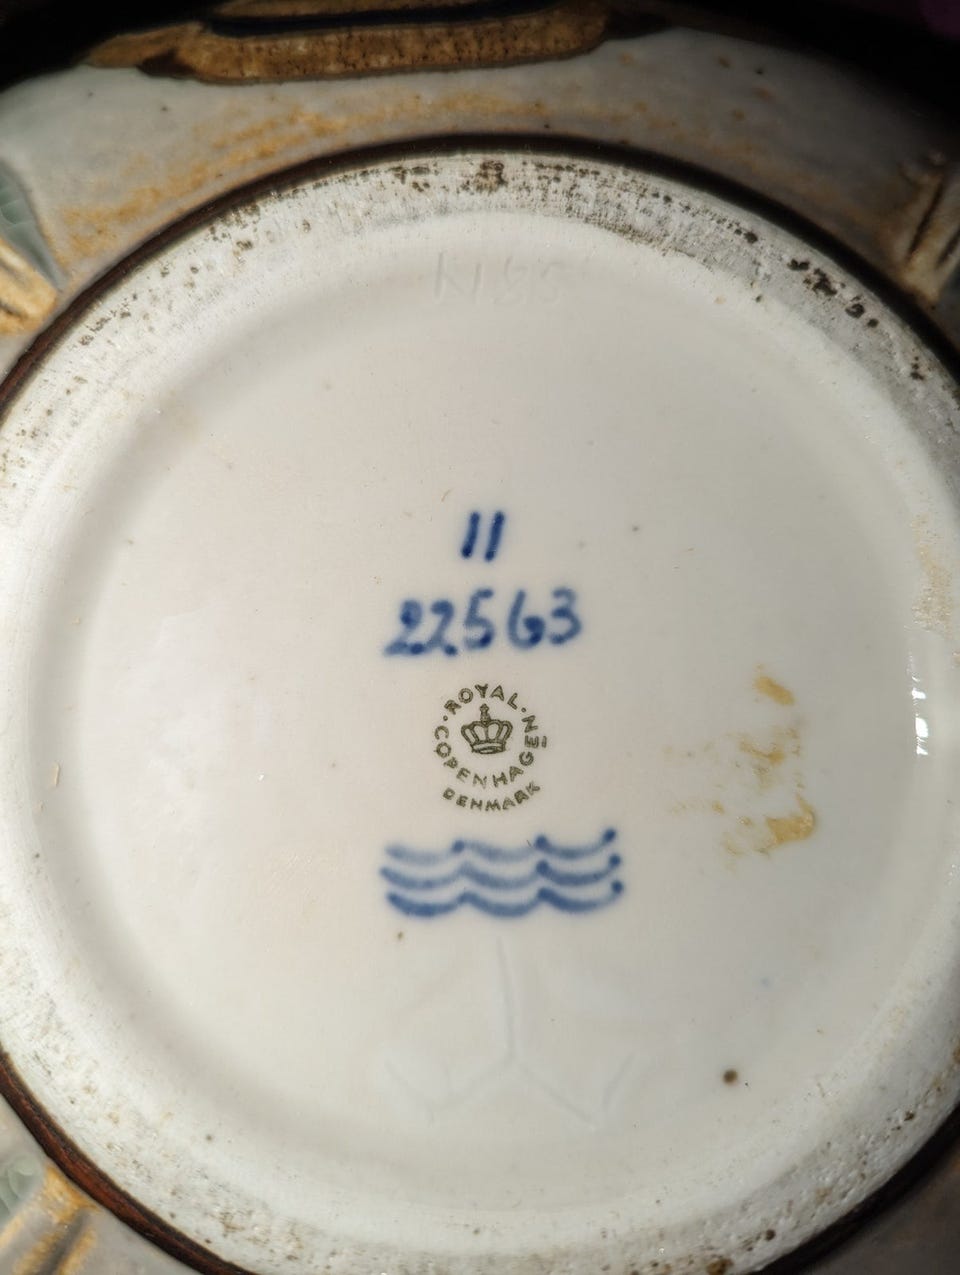 11
22563
ROYAL COPENHAGEN
DENMARK